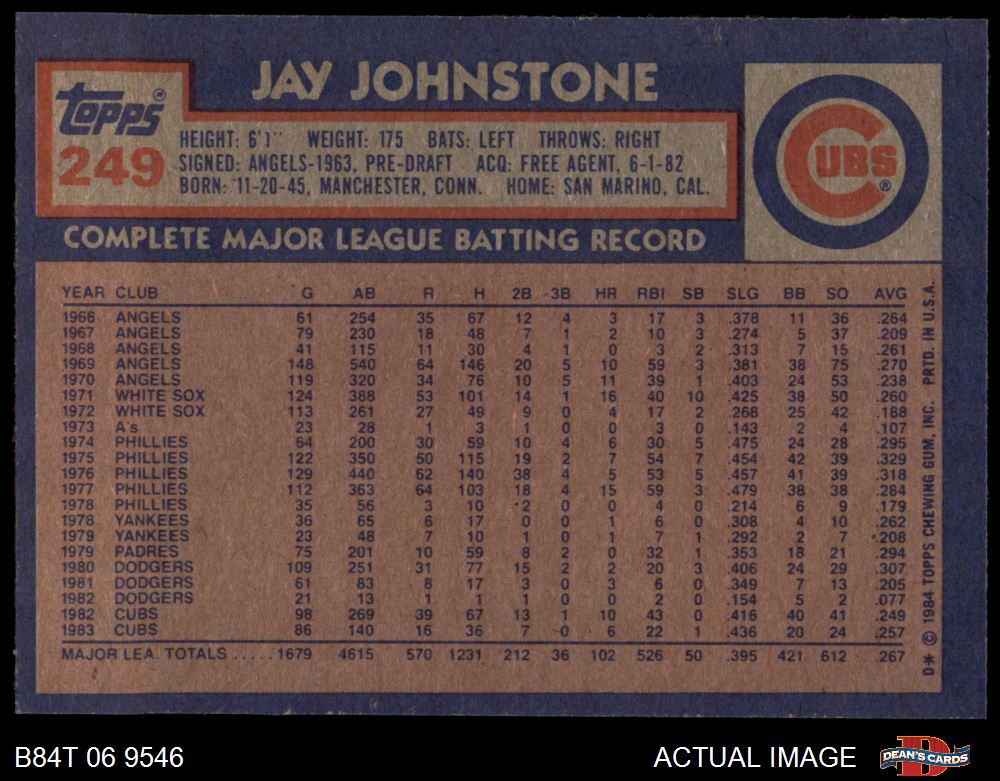 JAY JOHNSTONE
Topps®
249
HEIGHT: 6'1" WEIGHT: 175 BATS: LEFT THROWS: RIGHT
SIGNED: ANGELS-1963, PRE-DRAFT ACQ: FREE AGENT, 6-1-82
BORN: 11-20-45, MANCHESTER, CONN. HOME: SAN MARINO, CAL.
CUBS®
COMPLETE MAJOR LEAGUE BATTING RECORD
YEAR CLUB G AB R H 2B 3B HR RBI SB SLG BB SO AVG
1966 ANGELS 61 254 35 67 12 4 3 17 3 .378 11 36 .264
1967 ANGELS 79 230 18 48 7 1 2 10 3 .274 5 37 .209
1968 ANGELS 41 115 11 30 4 1 0 3 2 .313 7 15 .261
1969 ANGELS 148 540 64 146 20 5 10 59 3 .381 38 75 .270
1970 ANGELS 119 320 34 76 10 5 11 39 1 .403 24 53 .238
1971 WHITE SOX 124 388 53 101 14 1 16 40 10 .425 38 50 .260
1972 WHITE SOX 113 261 27 49 9 0 4 17 2 .268 25 42 .188
1973 A's 23 28 1 3 1 0 0 3 0 .143 2 4 .107
1974 PHILLIES 64 200 30 59 10 4 6 30 5 .475 24 28 .295
1975 PHILLIES 122 350 50 115 19 2 7 54 7 .454 42 39 .329
1976 PHILLIES 129 440 62 140 38 4 5 53 5 .457 41 39 .318
1977 PHILLIES 112 363 64 103 18 4 15 59 3 .479 38 38 .284
1978 PHILLIES 35 56 3 10 2 0 0 4 0 .214 6 9 .179
1978 YANKEES 36 65 6 17 0 0 1 6 0 .308 4 10 .262
1979 YANKEES 23 48 7 10 1 0 1 7 1 .292 2 7 .208
1979 PADRES 75 201 10 59 8 2 0 32 1 .353 18 21 .294
1980 DODGERS 109 251 31 77 15 2 2 20 3 .406 24 29 .307
1981 DODGERS 61 83 8 17 3 0 3 6 0 .349 7 13 .205
1982 DODGERS 21 13 1 1 1 0 0 2 0 .154 5 2 .077
1982 CUBS 98 269 39 67 13 1 10 43 0 .416 40 41 .249
1983 CUBS 86 140 16 36 7 0 6 22 1 .436 20 24 .257
MAJOR LEA. TOTALS ..... 1679 4615 570 1231 212 36 102 526 50 .395 421 612 .267
D* © 1984 TOPPS CHEWING GUM, INC. PRTD. IN U.S.A.
B84T 06 9546
ACTUAL IMAGE
DEAN'S CARDS